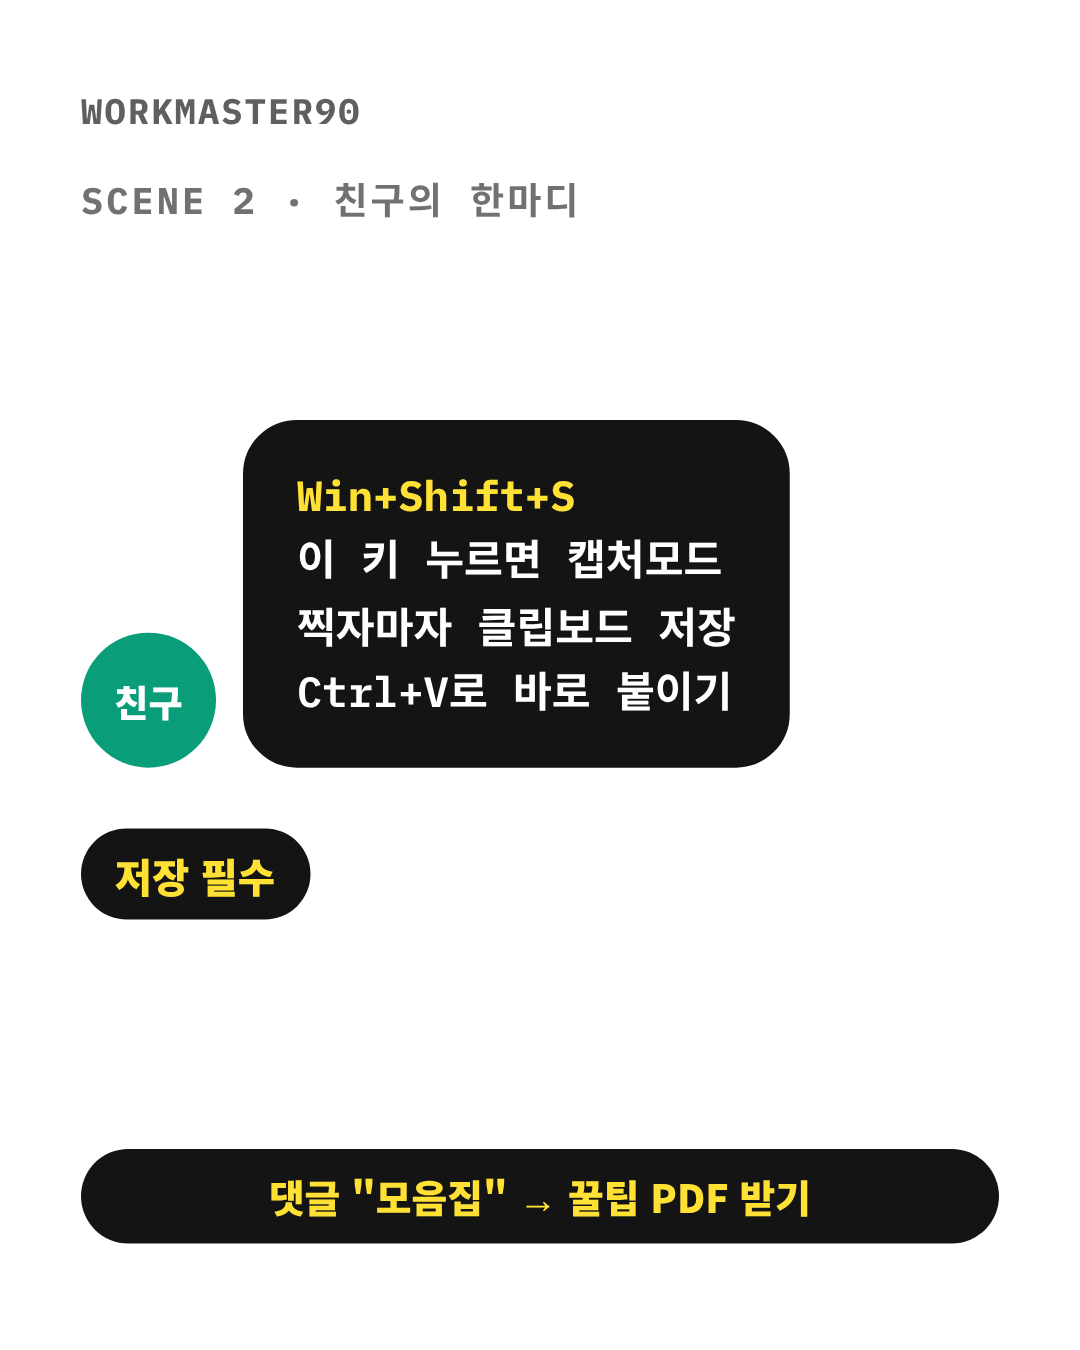 WORKMASTER90
SCENE 2 · 친구의 한마디
Win+Shift+S
이 키 누르면 캡처모드
찍자마자 클립보드 저장
Ctrl+V로 바로 붙이기
친구
저장 필수
댓글 "모음집" → 꿀팁 PDF 받기